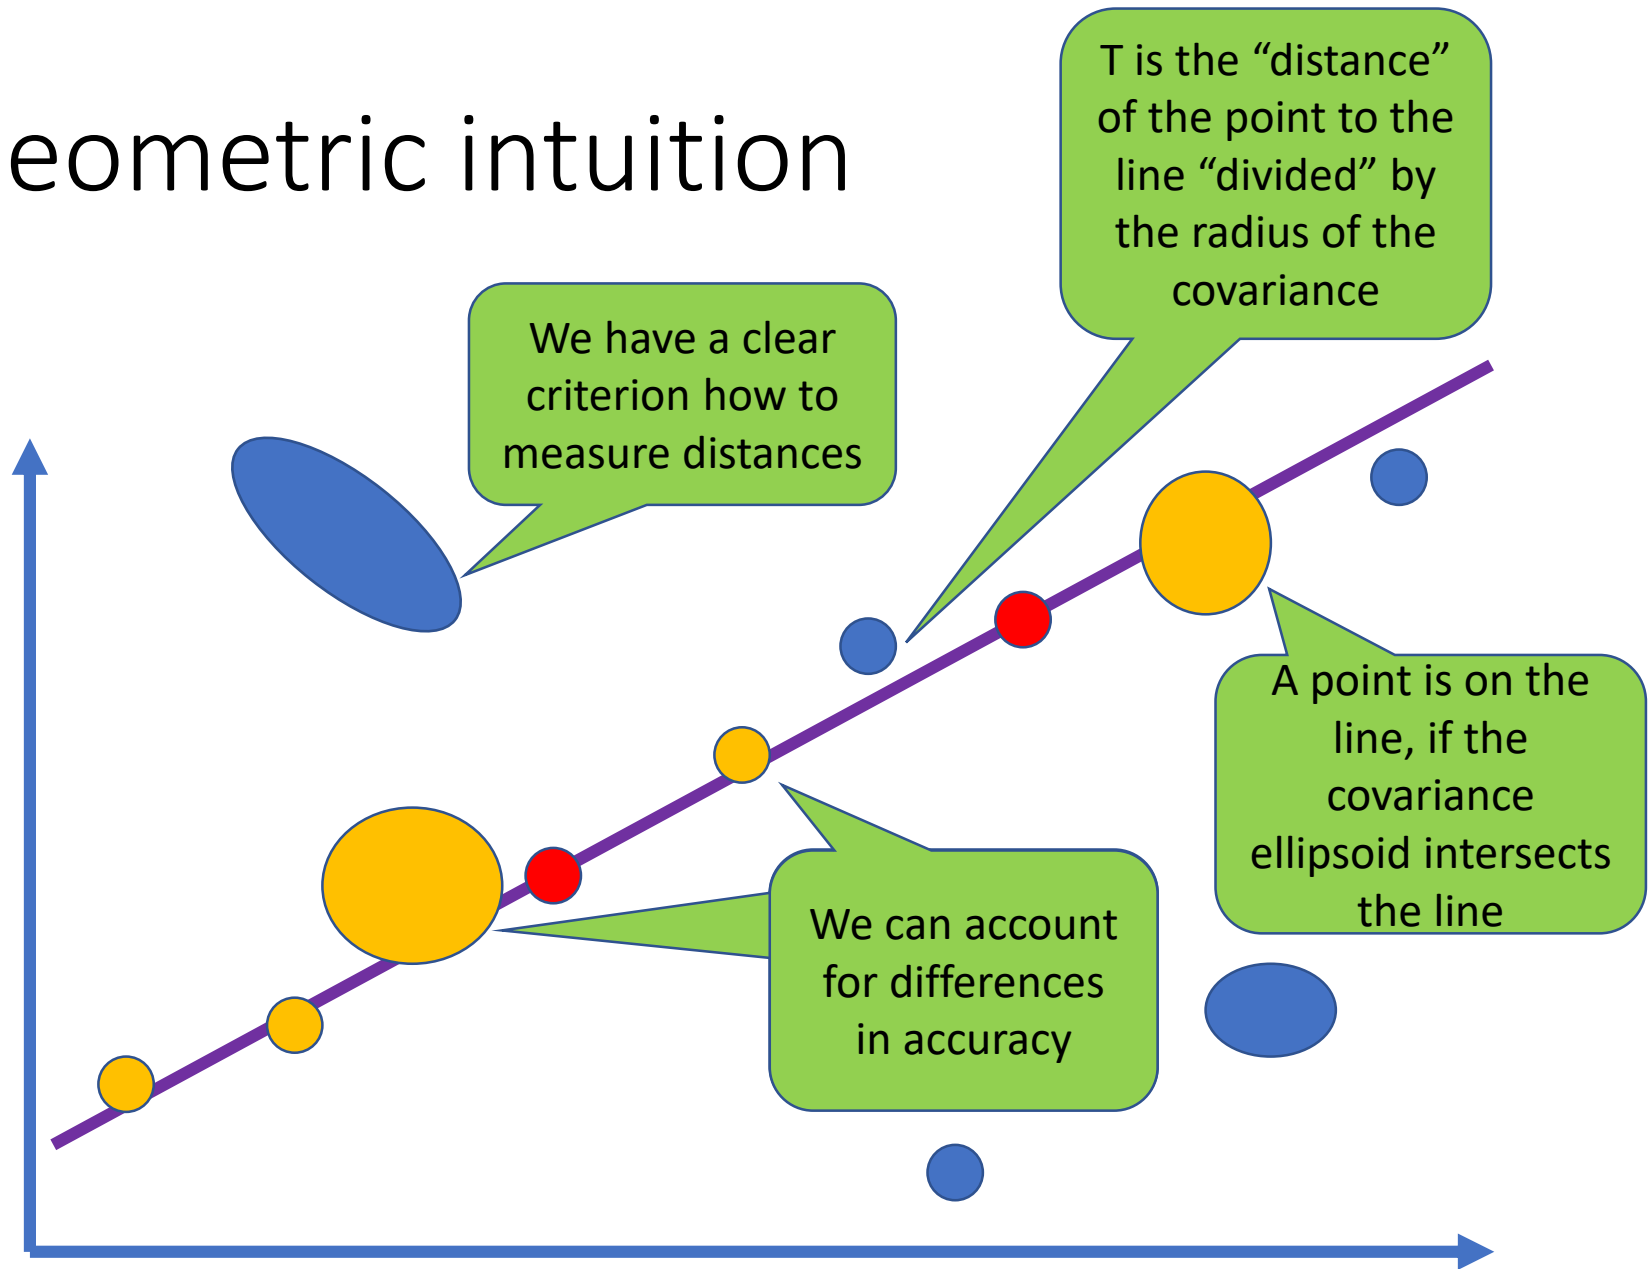 eometric intuition
T is the “distance”
of the point to the
line “divided” by
the radius of the
covariance
We have a clear
criterion how to
measure distances
A point is on the
line, if the
covariance
ellipsoid intersects
the line
We can account
for differences
in accuracy